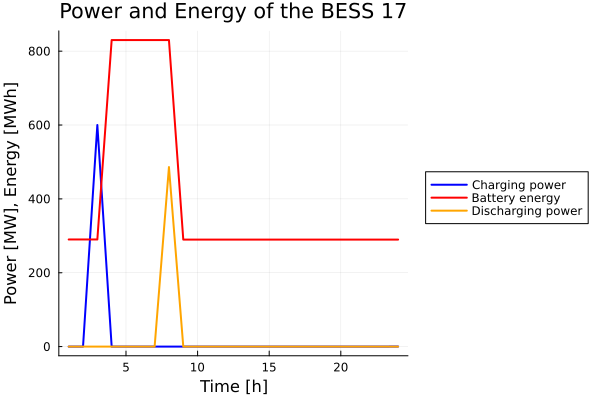 Power and Energy of the BESS 17
Power [MW], Energy [MWh]
800
600
400
200
0
5 10 15 20
Time [h]
Charging power
Battery energy
Discharging power